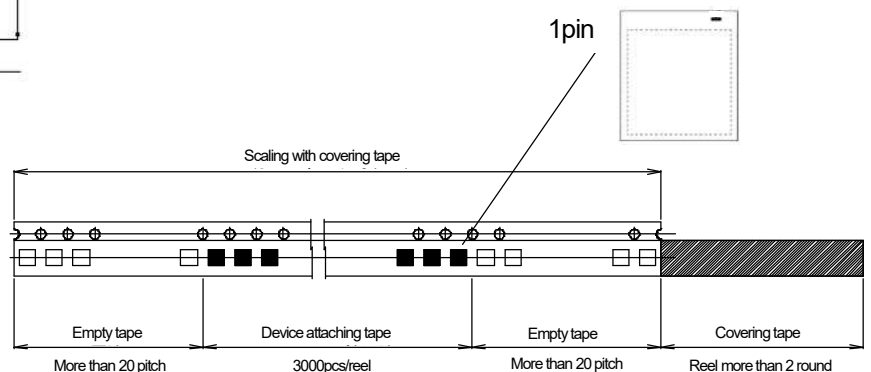 1pin
Scaling with covering tape
Empty tape
Device attaching tape
Empty tape
Covering tape
More than 20 pitch
3000pcs/reel
More than 20 pitch
Reel more than 2 round